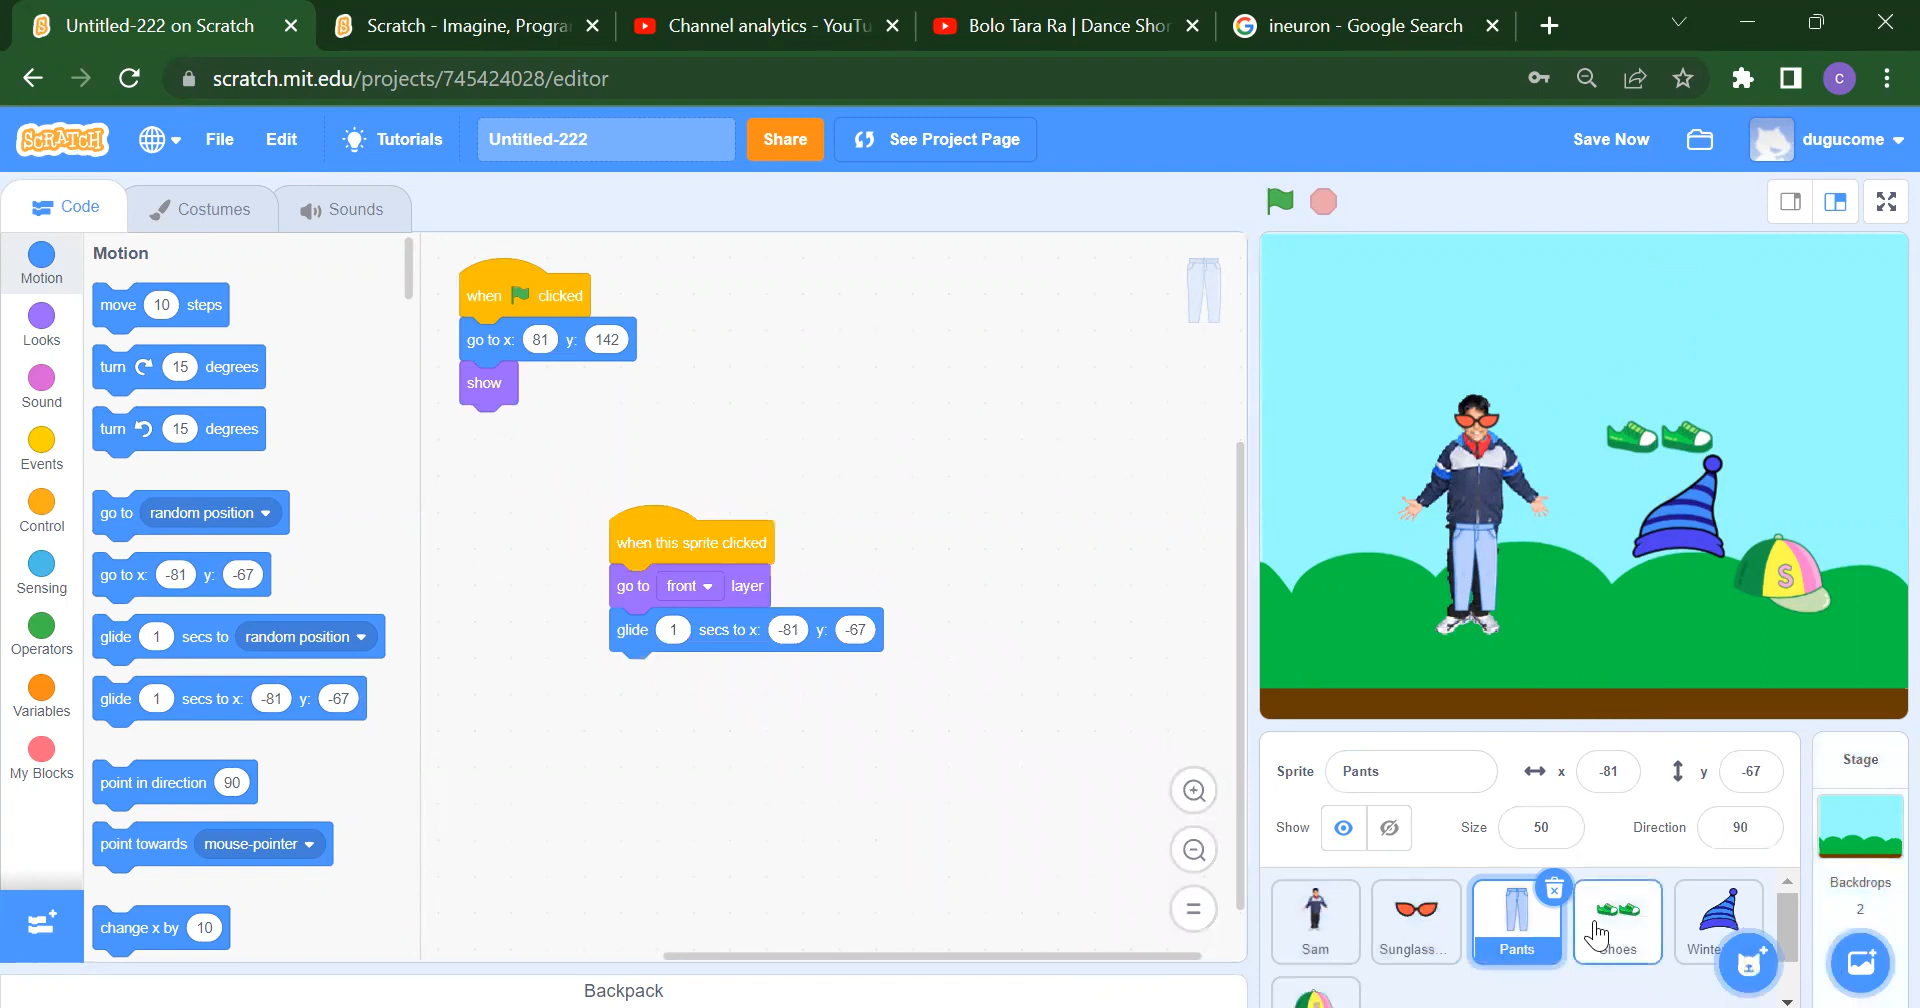 Untitled-222 on Scratch
Scratch - Imagine, Progra
Channel analytics - YouTu
Bolo Tara Ra | Dance Shor
ineuron - Google Search
scratch.mit.edu/projects/745424028/editor
c
SCRATCH
File
Edit
Tutorials
Untitled-222
Share
See Project Page
Save Now
dugucome
Code
Costumes
Sounds
Motion
Looks
Sound
Events
Control
Sensing
Operators
Variables
My Blocks
Motion
move 10 steps
turn 15 degrees
turn 15 degrees
go to random position
go to x: -81 y: -67
glide 1 secs to random position
glide 1 secs to x: -81 y: -67
point in direction 90
point towards mouse-pointer
change x by 10
when clicked
go to x: 81 y: 142
show
when this sprite clicked
go to front layer
glide 1 secs to x: -81 y: -67
Backpack
S
Sprite Pants x -81 y -67
Show Size 50 Direction 90
Sam
Sunglass...
Pants
hoes
Winte
Stage
Backdrops
2